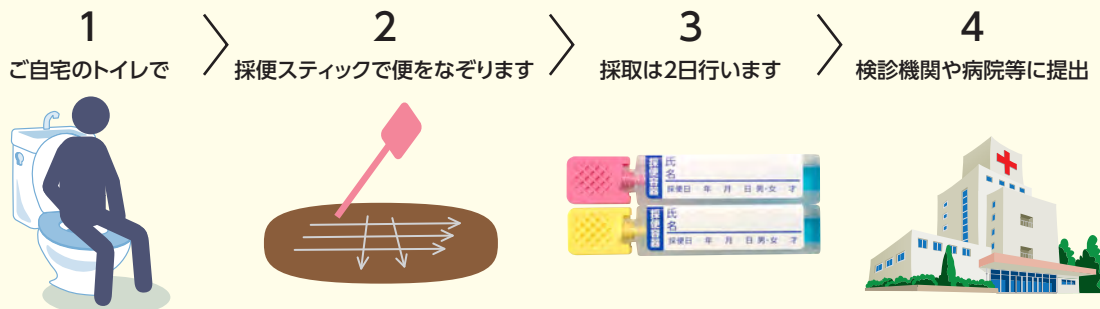 1
ご自宅のトイレで
2
採便スティックで便をなぞります
3
採取は2日行います
4
検診機関や病院等に提出
採便容器
氏名
採便日 年 月 日 男・女 才
採便容器
氏名
採便日 年 月 日 男・女 才